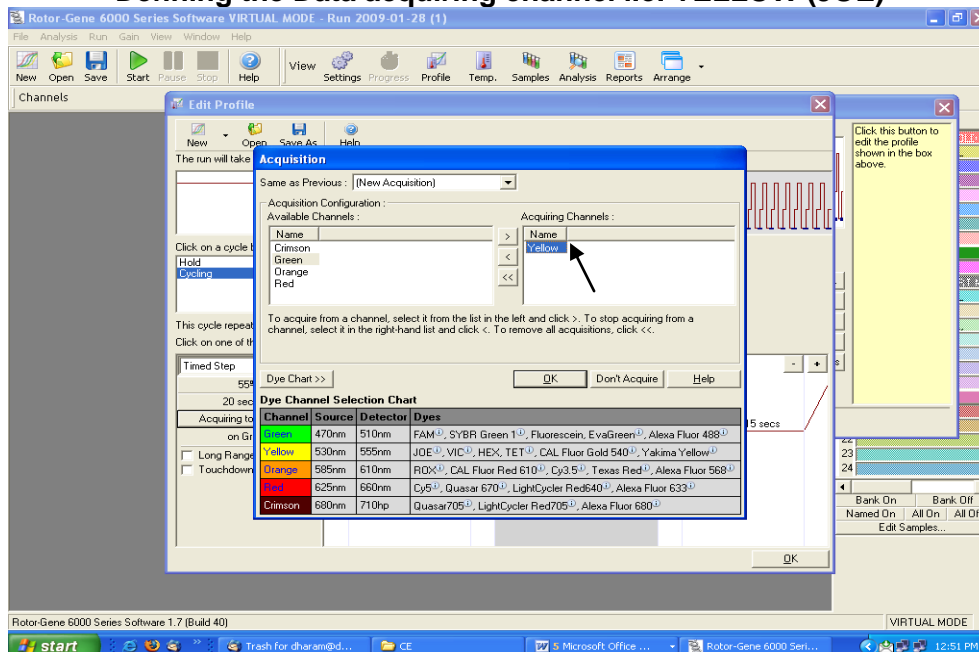 Defining the Data acquiring channel i.e. YELLOW (JOE)
Rotor-Gene 6000 Series Software VIRTUAL MODE - Run 2009-01-28 (1)
File Analysis Run Gain View Window Help
New Open Save Start Pause Stop Help View Settings Progress Profile Temp. Samples Analysis Reports Arrange
Channels
Edit Profile
New Open Save As Help
The run will take
Click this button to
edit the profile
shown in the box
above.
Click on a cycle b
Hold
Cycling
This cycle repeat
Click on one of th
Timed Step
55º
20 sec
Acquiring to
on Gr
Long Range
Touchdown
- +
15 secs
OK
Acquisition
Same as Previous : (New Acquisition)
Acquisition Configuration :
Available Channels :
Name
Crimson
Green
Orange
Red
>
<
<<
Acquiring Channels :
Name
Yellow
To acquire from a channel, select it from the list in the left and click >. To stop acquiring from a
channel, select it in the right-hand list and click <. To remove all acquisitions, click <<.
Dye Chart >> OK Don't Acquire Help
Dye Channel Selection Chart
Channel Source Detector Dyes
Green 470nm 510nm FAM, SYBR Green 1, Fluorescein, EvaGreen, Alexa Fluor 488
Yellow 530nm 555nm JOE, VIC, HEX, TET, CAL Fluor Gold 540, Yakima Yellow
Orange 585nm 610nm ROX, CAL Fluor Red 610, Cy3.5, Texas Red, Alexa Fluor 568
Red 625nm 660nm Cy5, Quasar 670, LightCycler Red640, Alexa Fluor 633
Crimson 680nm 710hp Quasar705, LightCycler Red705, Alexa Fluor 680
22
23
24
Bank On Bank Off
Named On All On All Of
Edit Samples...
Rotor-Gene 6000 Series Software 1.7 (Build 40) VIRTUAL MODE
start Trash for dharam@d... CE 5 Microsoft Office ... Rotor-Gene 6000 Seri... 12:51 PM